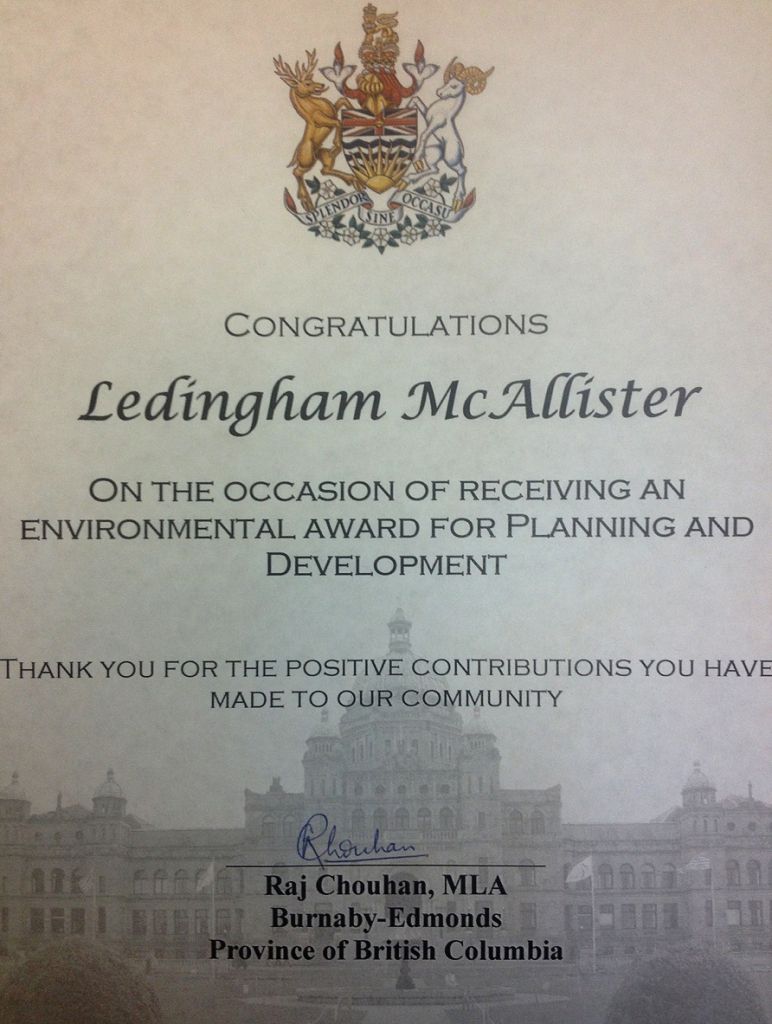 SPLENDOR SINE OCCASU
CONGRATULATIONS
Ledingham McAllister
ON THE OCCASION OF RECEIVING AN
ENVIRONMENTAL AWARD FOR PLANNING AND
DEVELOPMENT
THANK YOU FOR THE POSITIVE CONTRIBUTIONS YOU HAVE
MADE TO OUR COMMUNITY
RChouhan
Raj Chouhan, MLA
Burnaby-Edmonds
Province of British Columbia